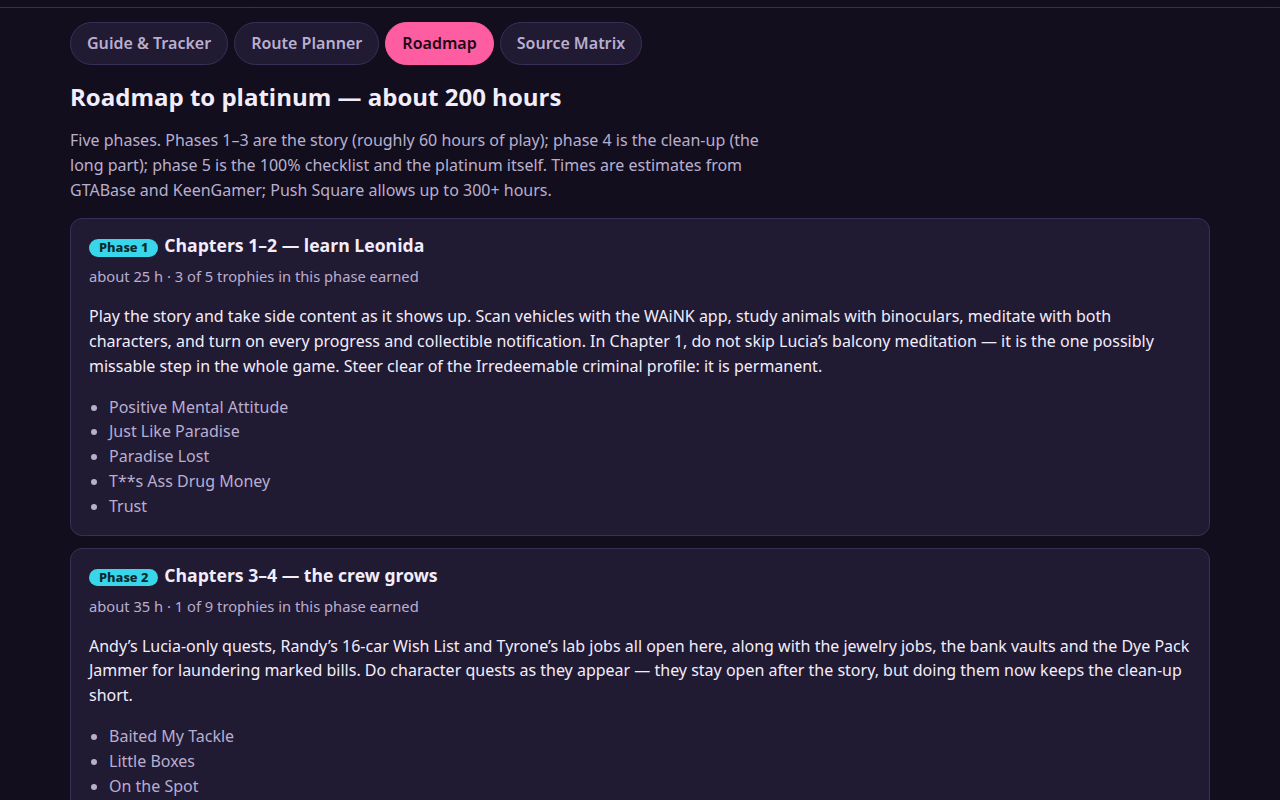 Guide & Tracker
Route Planner
Roadmap
Source Matrix
Roadmap to platinum — about 200 hours
Five phases. Phases 1–3 are the story (roughly 60 hours of play); phase 4 is the clean-up (the
long part); phase 5 is the 100% checklist and the platinum itself. Times are estimates from
GTABase and KeenGamer; Push Square allows up to 300+ hours.
Phase 1 Chapters 1–2 — learn Leonida
about 25 h · 3 of 5 trophies in this phase earned
Play the story and take side content as it shows up. Scan vehicles with the WAiNK app, study animals with binoculars, meditate with both
characters, and turn on every progress and collectible notification. In Chapter 1, do not skip Lucia’s balcony meditation — it is the one possibly
missable step in the whole game. Steer clear of the Irredeemable criminal profile: it is permanent.
Positive Mental Attitude
Just Like Paradise
Paradise Lost
T**s Ass Drug Money
Trust
Phase 2 Chapters 3–4 — the crew grows
about 35 h · 1 of 9 trophies in this phase earned
Andy’s Lucia-only quests, Randy’s 16-car Wish List and Tyrone’s lab jobs all open here, along with the jewelry jobs, the bank vaults and the Dye Pack
Jammer for laundering marked bills. Do character quests as they appear — they stay open after the story, but doing them now keeps the clean-up
short.
Baited My Tackle
Little Boxes
On the Spot